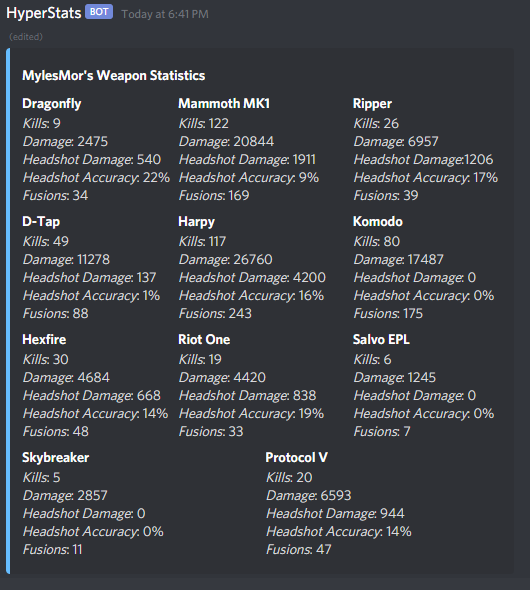 HyperStats BOT Today at 6:41 PM
(edited)
MylesMor's Weapon Statistics
Dragonfly
Kills: 9
Damage: 2475
Headshot Damage: 540
Headshot Accuracy: 22%
Fusions: 34
Mammoth MK1
Kills: 122
Damage: 20844
Headshot Damage: 1911
Headshot Accuracy: 9%
Fusions: 169
Ripper
Kills: 26
Damage: 6957
Headshot Damage:1206
Headshot Accuracy: 17%
Fusions: 39
D-Tap
Kills: 49
Damage: 11278
Headshot Damage: 137
Headshot Accuracy: 1%
Fusions: 88
Harpy
Kills: 117
Damage: 26760
Headshot Damage: 4200
Headshot Accuracy: 16%
Fusions: 243
Komodo
Kills: 80
Damage: 17487
Headshot Damage: 0
Headshot Accuracy: 0%
Fusions: 175
Hexfire
Kills: 30
Damage: 4684
Headshot Damage: 668
Headshot Accuracy: 14%
Fusions: 48
Riot One
Kills: 19
Damage: 4420
Headshot Damage: 838
Headshot Accuracy: 19%
Fusions: 33
Salvo EPL
Kills: 6
Damage: 1245
Headshot Damage: 0
Headshot Accuracy: 0%
Fusions: 7
Skybreaker
Kills: 5
Damage: 2857
Headshot Damage: 0
Headshot Accuracy: 0%
Fusions: 11
Protocol V
Kills: 20
Damage: 6593
Headshot Damage: 944
Headshot Accuracy: 14%
Fusions: 47